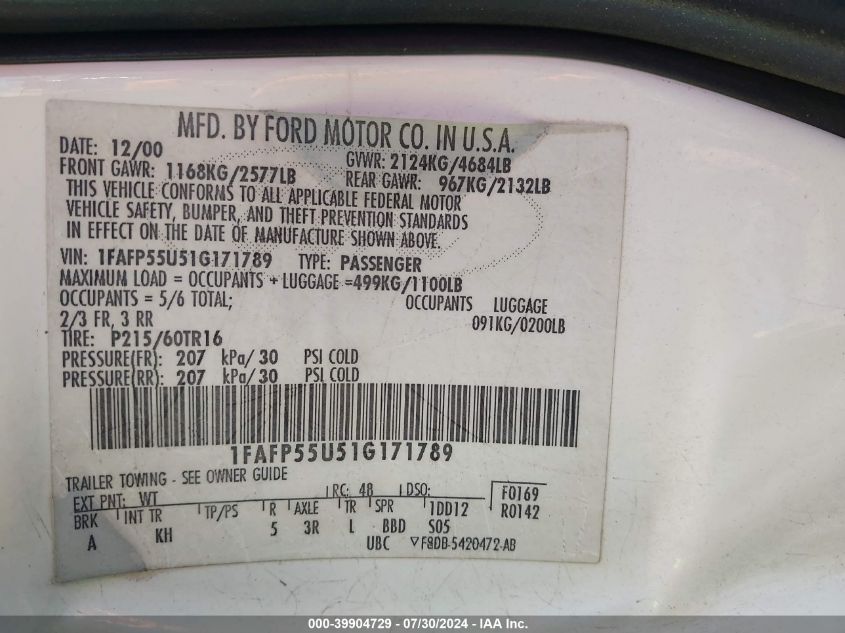 MFD. BY FORD MOTOR CO. IN U.S.A.
DATE: 12/00 GVWR: 2124KG/4684LB
FRONT GAWR: 1168KG/2577LB REAR GAWR: 967KG/2132LB
THIS VEHICLE CONFORMS TO ALL APPLICABLE FEDERAL MOTOR
VEHICLE SAFETY, BUMPER, AND THEFT PREVENTION STANDARDS
IN EFFECT ON THE DATE OF MANUFACTURE SHOWN ABOVE.
VIN: 1FAFP55U51G171789 TYPE: PASSENGER
MAXIMUM LOAD = OCCUPANTS + LUGGAGE =499KG/1100LB
OCCUPANTS = 5/6 TOTAL; OCCUPANTS LUGGAGE
2/3 FR, 3 RR 091KG/0200LB
TIRE: P215/60TR16
PRESSURE(FR): 207 kPa/ 30 PSI COLD
PRESSURE(RR): 207 kPa/ 30 PSI COLD
1FAFP55U51G171789
TRAILER TOWING - SEE OWNER GUIDE
EXT PNT: WT RC: 48 DSO: F0169
BRK INT TR TP/PS R AXLE TR SPR 1DD12 R0142
A KH 5 3R L BBD S05
UBC ▽F8DB-5420472-AB
000-39904729 / 07/30/2024 - IAA Inc.